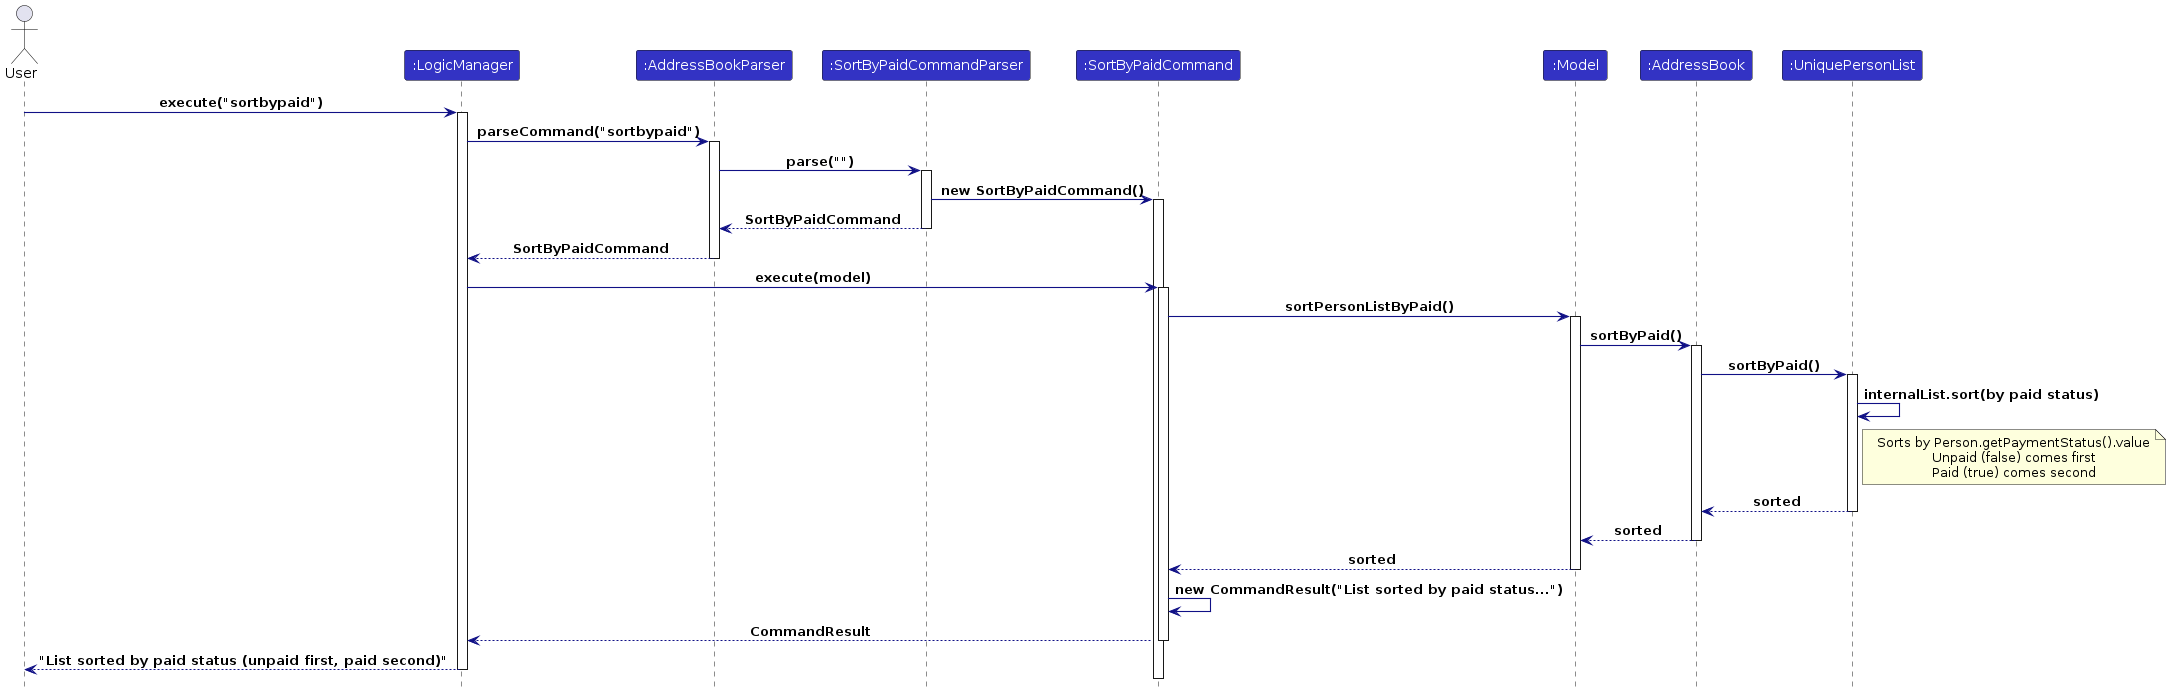 User
:LogicManager
:AddressBookParser
:SortByPaidCommandParser
:SortByPaidCommand
:Model
:AddressBook
:UniquePersonList
execute("sortbypaid")
parseCommand("sortbypaid")
parse("")
new SortByPaidCommand()
SortByPaidCommand
SortByPaidCommand
execute(model)
sortPersonListByPaid()
sortByPaid()
sortByPaid()
internalList.sort(by paid status)
Sorts by Person.getPaymentStatus().value
Unpaid (false) comes first
Paid (true) comes second
sorted
sorted
sorted
new CommandResult("List sorted by paid status...")
CommandResult
"List sorted by paid status (unpaid first, paid second)"